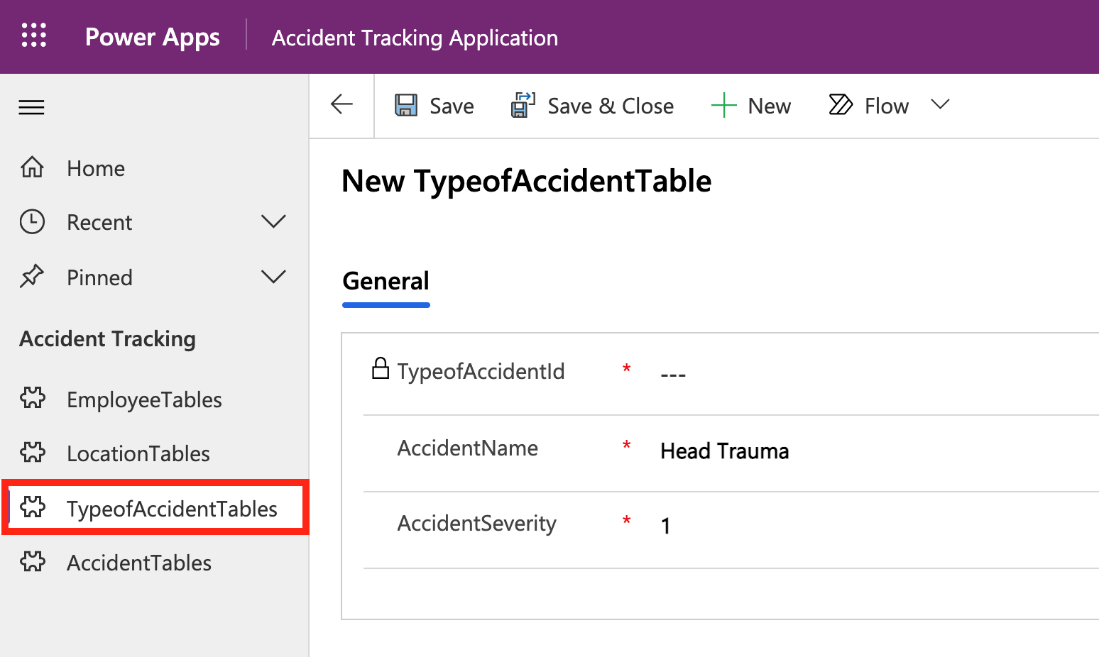 Power Apps Accident Tracking Application
Save Save & Close New Flow
Home
Recent
Pinned
Accident Tracking
EmployeeTables
LocationTables
TypeofAccidentTables
AccidentTables
New TypeofAccidentTable
General
TypeofAccidentId * ---
AccidentName * Head Trauma
AccidentSeverity * 1